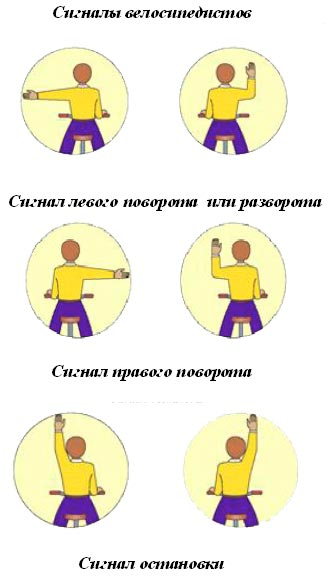 Сигналы велосипедистов
Сигнал левого поворота или разворота
Сигнал правого поворота
Сигнал остановки